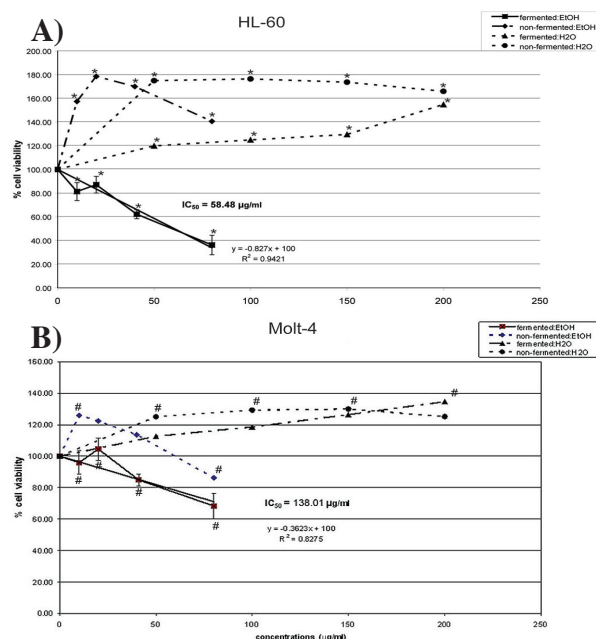 A)
HL-60
fermented:EtOH
non-fermented:EtOH
fermented:H2O
non-fermented:H2O
% cell viability
200.00
180.00
160.00
140.00
120.00
100.00
80.00
60.00
40.00
20.00
0.00
* * * * * * * *
* * * *
* * * *
IC50 = 58.48 µg/ml
y = -0.827x + 100
R² = 0.9421
0 50 100 150 200 250
B)
Molt-4
fermented:EtOH
non-fermented:EtOH
fermented:H2O
non-fermented:H2O
% cell viability
160.00
140.00
120.00
100.00
80.00
60.00
40.00
20.00
0.00
# # # # #
# # # # #
IC50 = 138.01 µg/ml
y = -0.3623x + 100
R² = 0.8275
0 50 100 150 200 250
concentrations (µg/ml)